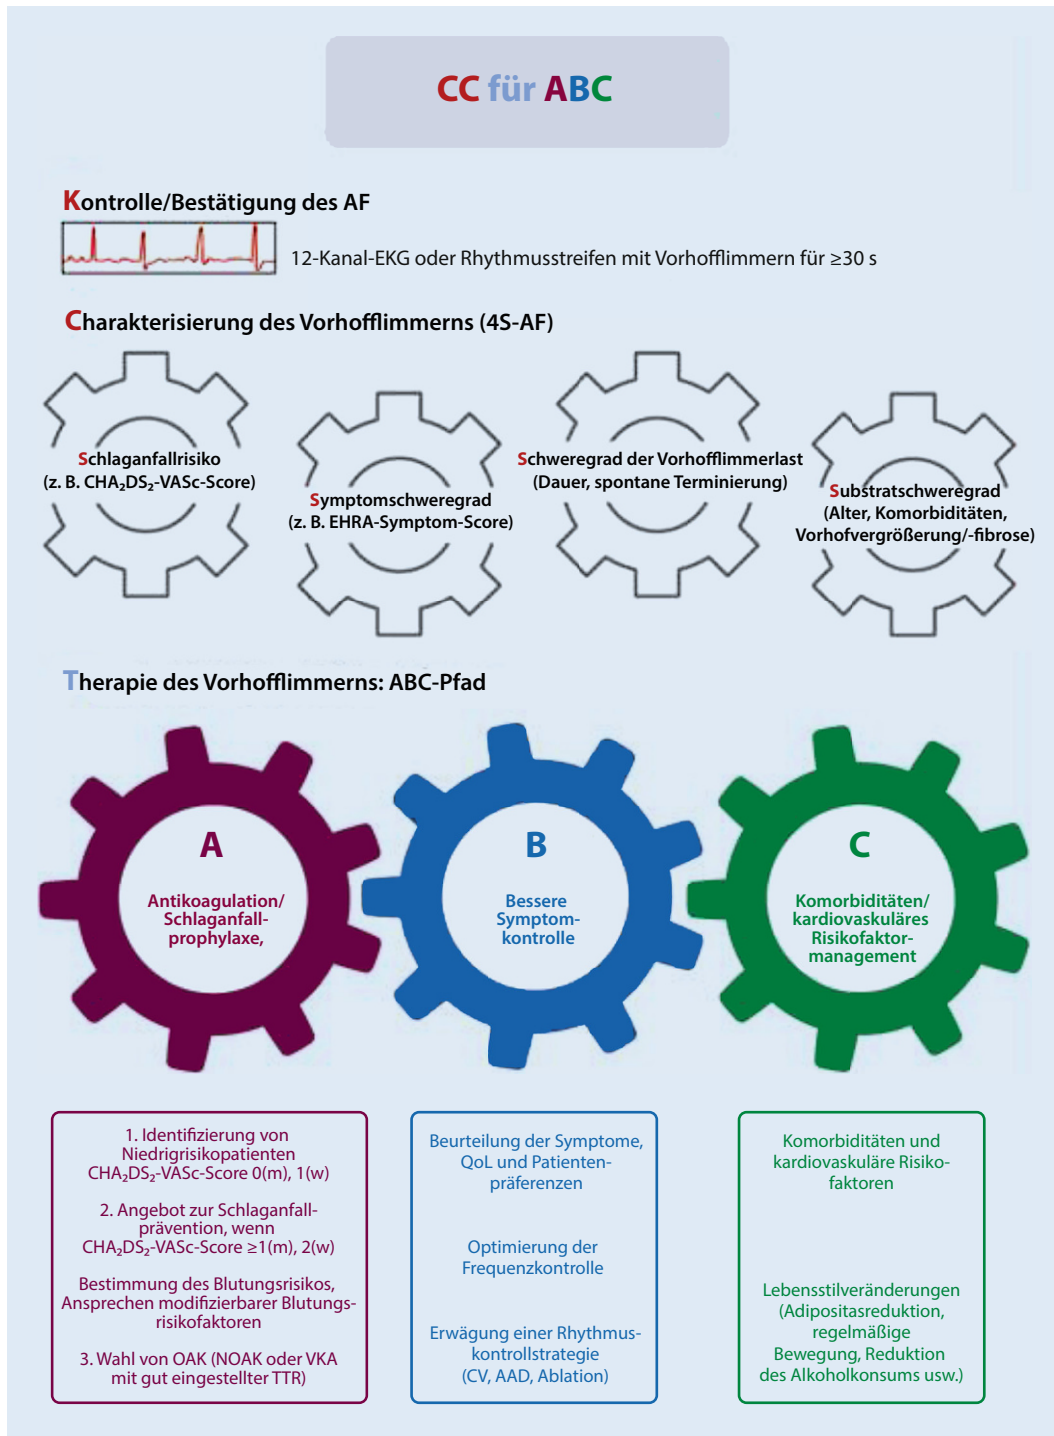 CC für ABC
Kontrolle/Bestätigung des AF
12-Kanal-EKG oder Rhythmusstreifen mit Vorhofflimmern für ≥30 s
Charakterisierung des Vorhofflimmerns (4S-AF)
Schlaganfallrisiko
(z. B. CHA₂DS₂-VASc-Score)
Symptomschweregrad
(z. B. EHRA-Symptom-Score)
Schweregrad der Vorhofflimmerlast
(Dauer, spontane Terminierung)
Substratschweregrad
(Alter, Komorbiditäten,
Vorhofvergrößerung/-fibrose)
Therapie des Vorhofflimmerns: ABC-Pfad
A
Antikoagulation/
Schlaganfall-
prophylaxe,
B
Bessere
Symptom-
kontrolle
C
Komorbiditäten/
kardiovaskuläres
Risikofaktor-
management
1. Identifizierung von
Niedrigrisikopatienten
CHA₂DS₂-VASc-Score 0(m), 1(w)
2. Angebot zur Schlaganfall-
prävention, wenn
CHA₂DS₂-VASc-Score ≥1(m), 2(w)
Bestimmung des Blutungsrisikos,
Ansprechen modifizierbarer Blutungs-
risikofaktoren
3. Wahl von OAK (NOAK oder VKA
mit gut eingestellter TTR)
Beurteilung der Symptome,
QoL und Patienten-
präferenzen
Optimierung der
Frequenzkontrolle
Erwägung einer Rhythmus-
kontrollstrategie
(CV, AAD, Ablation)
Komorbiditäten und
kardiovaskuläre Risiko-
faktoren
Lebensstilveränderungen
(Adipositasreduktion,
regelmäßige
Bewegung, Reduktion
des Alkoholkonsums usw.)